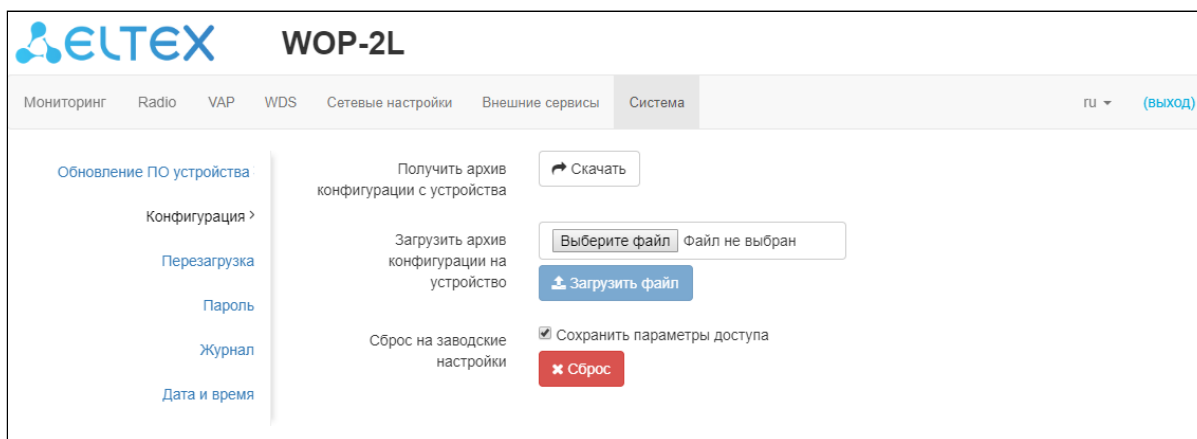 ELTEX WOP-2L
Мониторинг Radio VAP WDS Сетевые настройки Внешние сервисы Система ru (выход)
Обновление ПО устройства
Конфигурация
Перезагрузка
Пароль
Журнал
Дата и время
Получить архив
конфигурации с устройства
Скачать
Загрузить архив
конфигурации на
устройство
Выберите файл Файл не выбран
Загрузить файл
Сброс на заводские
настройки
Сохранить параметры доступа
Сброс